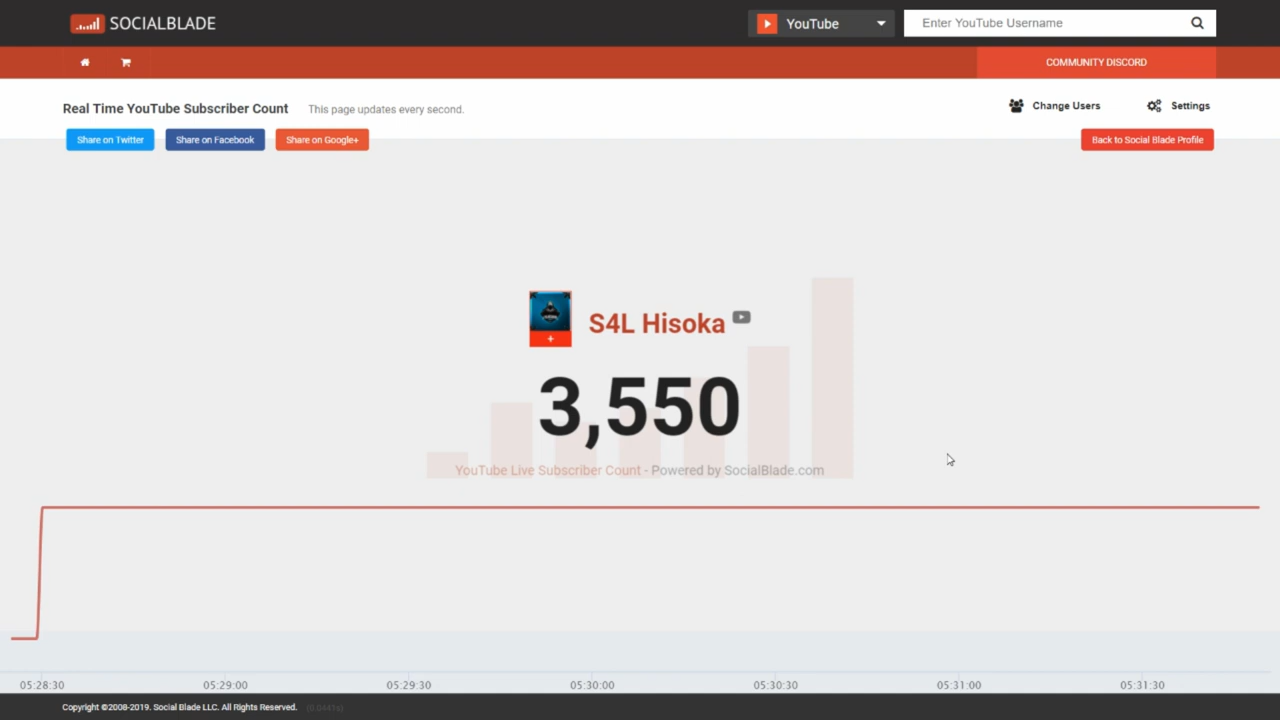 SOCIALBLADE
YouTube
Enter YouTube Username
COMMUNITY DISCORD
Real Time YouTube Subscriber Count
This page updates every second.
Change Users
Settings
Share on Twitter
Share on Facebook
Share on Google+
Back to Social Blade Profile
S4L Hisoka
3,550
YouTube Live Subscriber Count - Powered by SocialBlade.com
05:28:30
05:29:00
05:29:30
05:30:00
05:30:30
05:31:00
05:31:30
Copyright ©2008-2019. Social Blade LLC. All Rights Reserved.